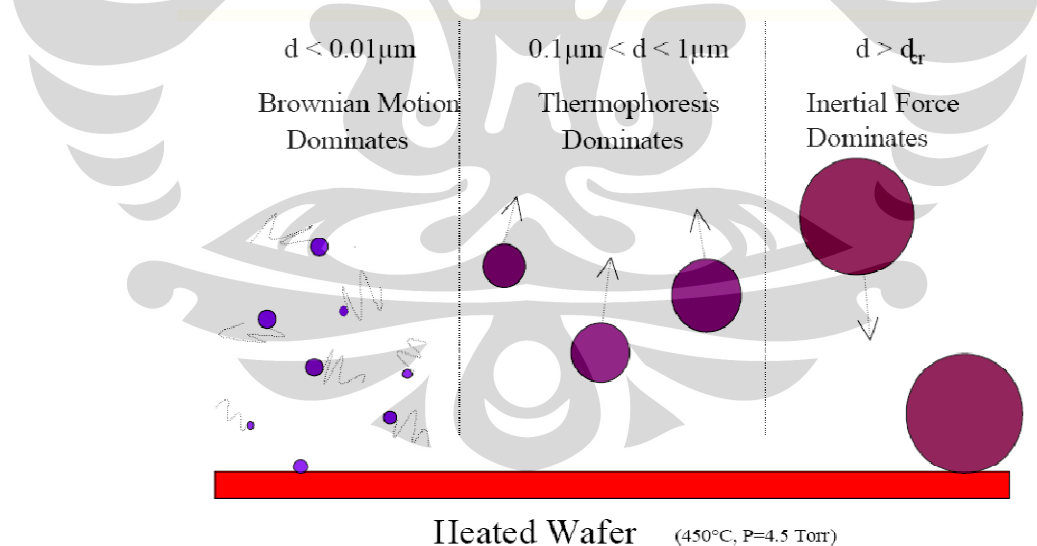 d < 0.01µm
Brownian Motion
Dominates
0.1µm < d < 1µm
Thermophoresis
Dominates
d > dcr
Inertial Force
Dominates
Heated Wafer (450°C, P=4.5 Torr)